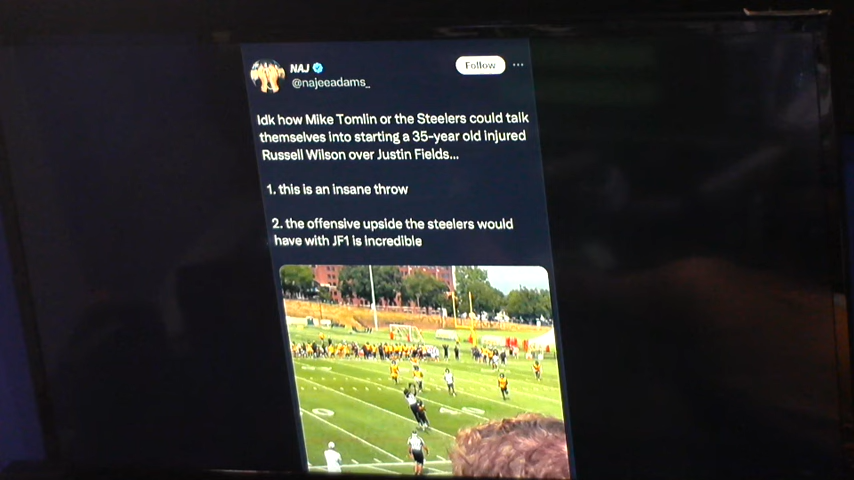 NAJ
Follow
@najeeadams_
Idk how Mike Tomlin or the Steelers could talk
themselves into starting a 35-year old injured
Russell Wilson over Justin Fields...
1. this is an insane throw
2. the offensive upside the steelers would
have with JF1 is incredible